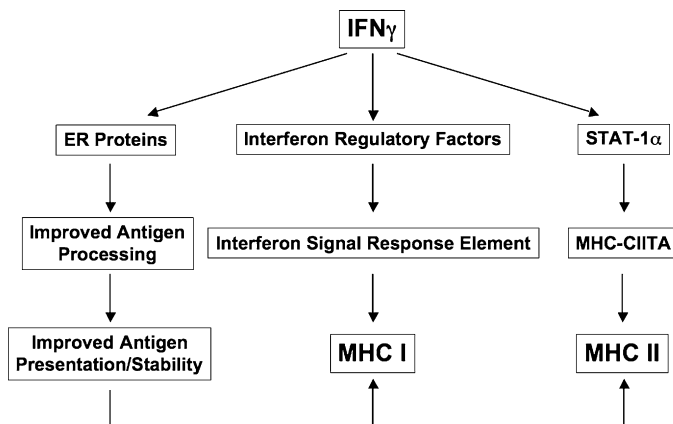 IFNγ
ER Proteins
Interferon Regulatory Factors
STAT-1α
Improved Antigen
Processing
Interferon Signal Response Element
MHC-CIITA
Improved Antigen
Presentation/Stability
MHC I
MHC II